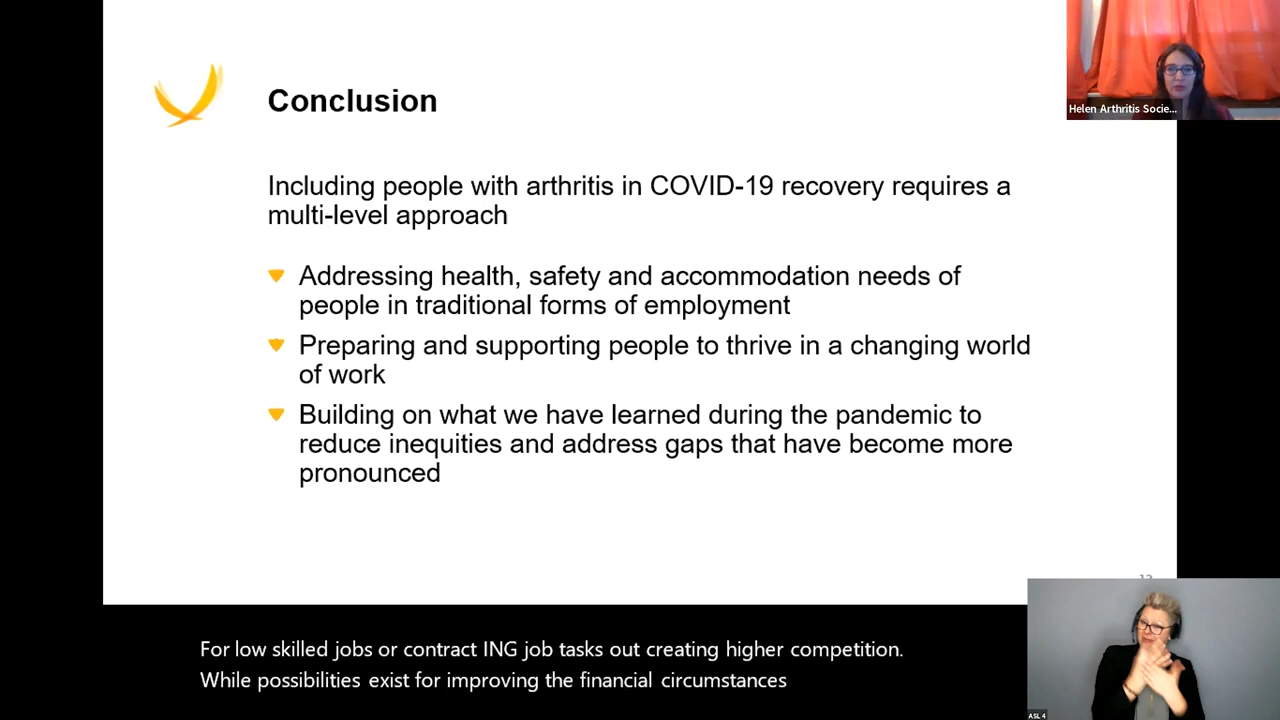 Conclusion
Helen Arthritis Socie...
Including people with arthritis in COVID-19 recovery requires a
multi-level approach
Addressing health, safety and accommodation needs of
people in traditional forms of employment
Preparing and supporting people to thrive in a changing world
of work
Building on what we have learned during the pandemic to
reduce inequities and address gaps that have become more
pronounced
For low skilled jobs or contract ING job tasks out creating higher competition.
While possibilities exist for improving the financial circumstances
ASL 4